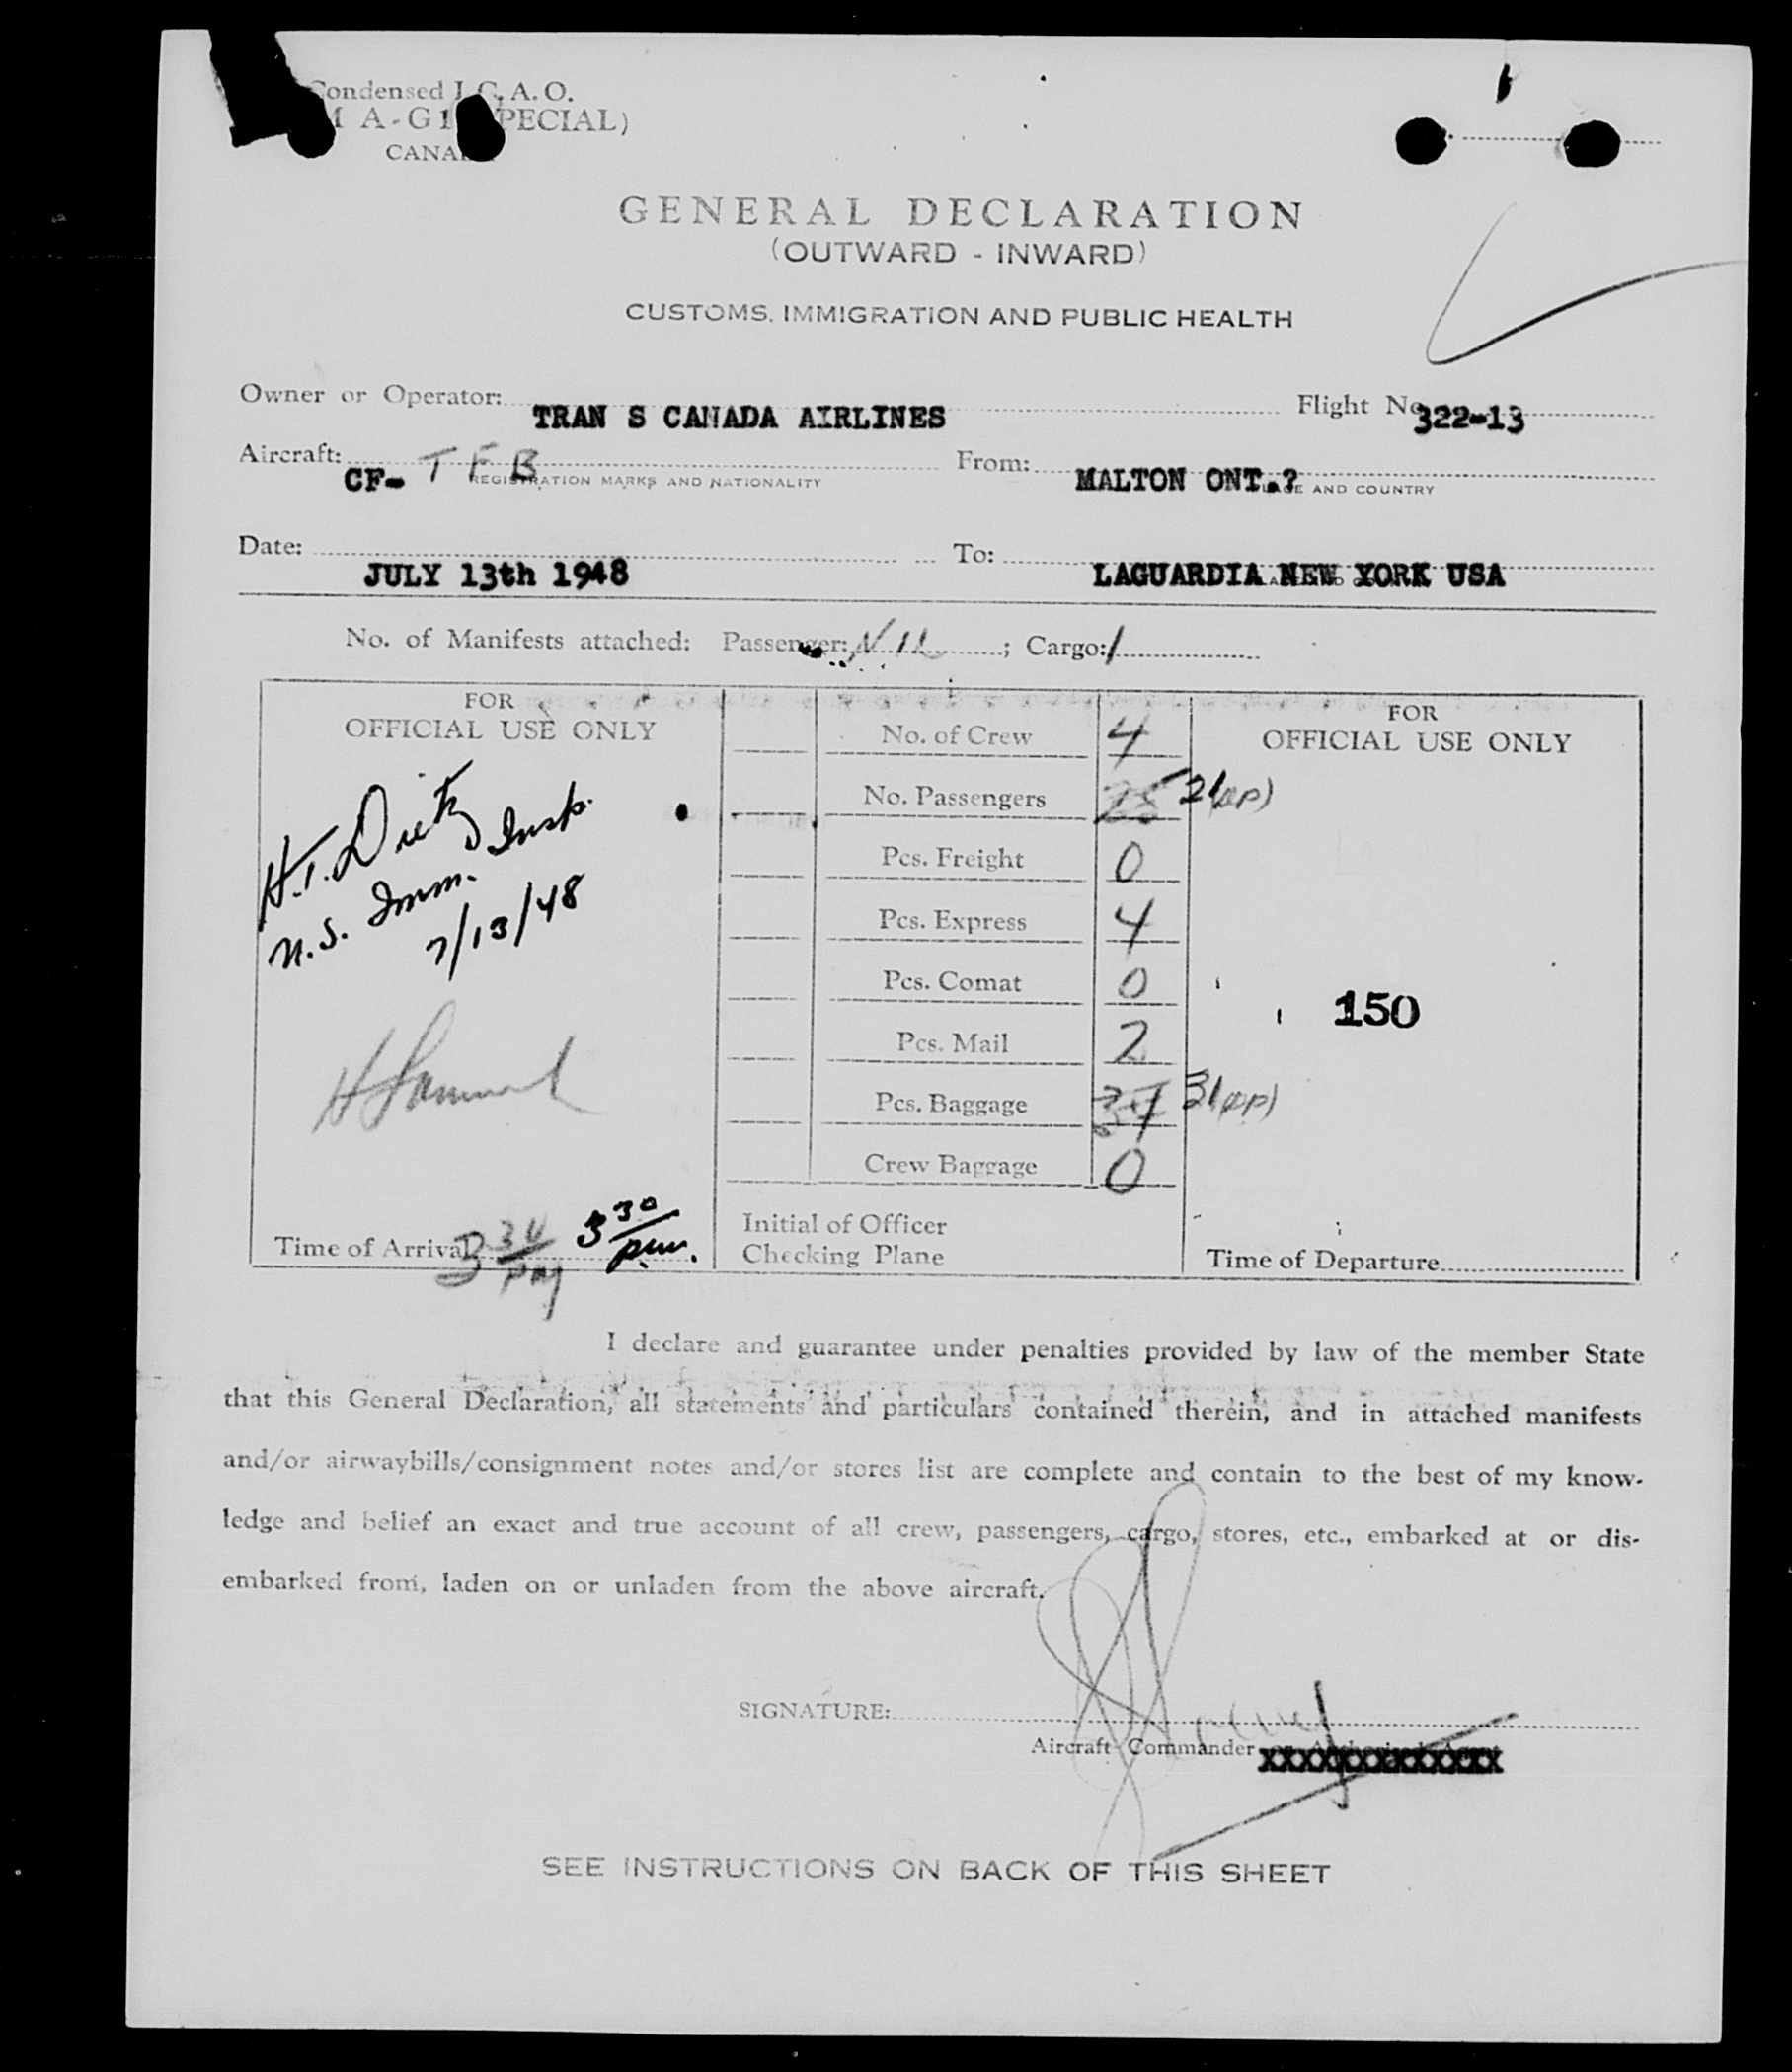 Condensed I.C.A.O.
A-G1 SPECIAL)
CANA
GENERAL DECLARATION
(OUTWARD - INWARD)
CUSTOMS, IMMIGRATION AND PUBLIC HEALTH
Owner or Operator: TRAN S CANADA AIRLINES Flight No 322-13
Aircraft: CF- TFB From: MALTON ONT.?
REGISTRATION MARKS AND NATIONALITY AND COUNTRY
Date: JULY 13th 1948 To: LAGUARDIA NEW YORK USA
No. of Manifests attached: Passenger: NIL ; Cargo: 1
FOR
OFFICIAL USE ONLY
H.T. Dietz
U.S. Imm. Insp.
7/13/48
Time of Arrival 3 30 pm.
No. of Crew 4
No. Passengers 25 21
Pcs. Freight 0
Pcs. Express 4
Pcs. Comat 0
Pcs. Mail 2
Pcs. Baggage 31
Crew Baggage 0
Initial of Officer
Checking Plane
FOR
OFFICIAL USE ONLY
150
Time of Departure
I declare and guarantee under penalties provided by law of the member State
that this General Declaration, all statements and particulars contained therein, and in attached manifests
and/or airwaybills/consignment notes and/or stores list are complete and contain to the best of my know-
ledge and belief an exact and true account of all crew, passengers, cargo, stores, etc., embarked at or dis-
embarked from, laden on or unladen from the above aircraft.
SIGNATURE:
Aircraft Commander XXXXXXXXXXXXX
SEE INSTRUCTIONS ON BACK OF THIS SHEET